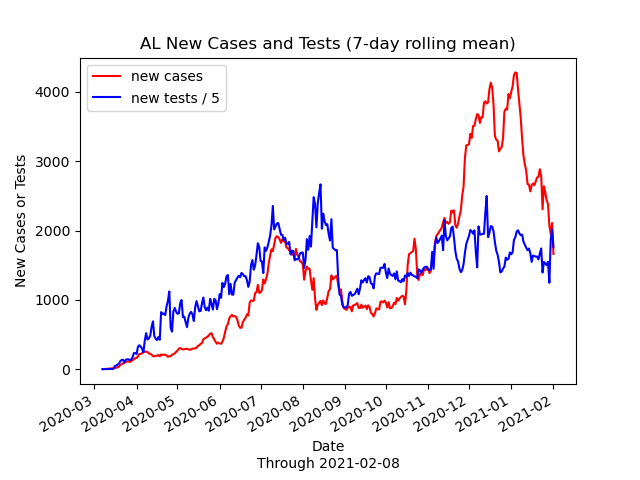 AL New Cases and Tests (7-day rolling mean)
new cases
new tests / 5
New Cases or Tests
4000
3000
2000
1000
0
2020-03
2020-04
2020-05
2020-06
2020-07
2020-08
2020-09
2020-10
2020-11
2020-12
2021-01
2021-02
Date
Through 2021-02-08